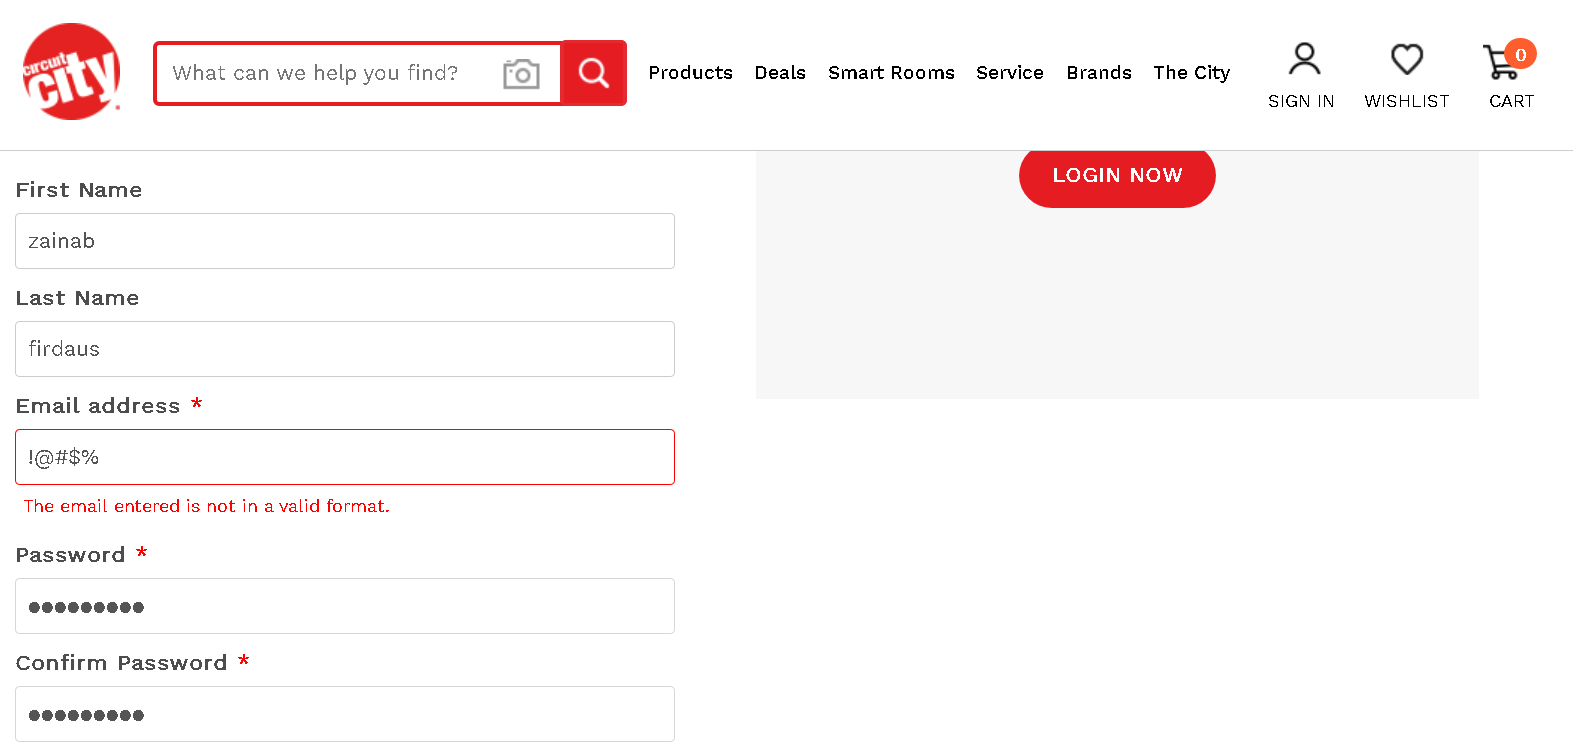 circuit
city
What can we help you find?
Products Deals Smart Rooms Service Brands The City
SIGN IN
WISHLIST
0
CART
LOGIN NOW
First Name
zainab
Last Name
firdaus
Email address *
!@#$%
The email entered is not in a valid format.
Password *
●●●●●●●●●
Confirm Password *
●●●●●●●●●